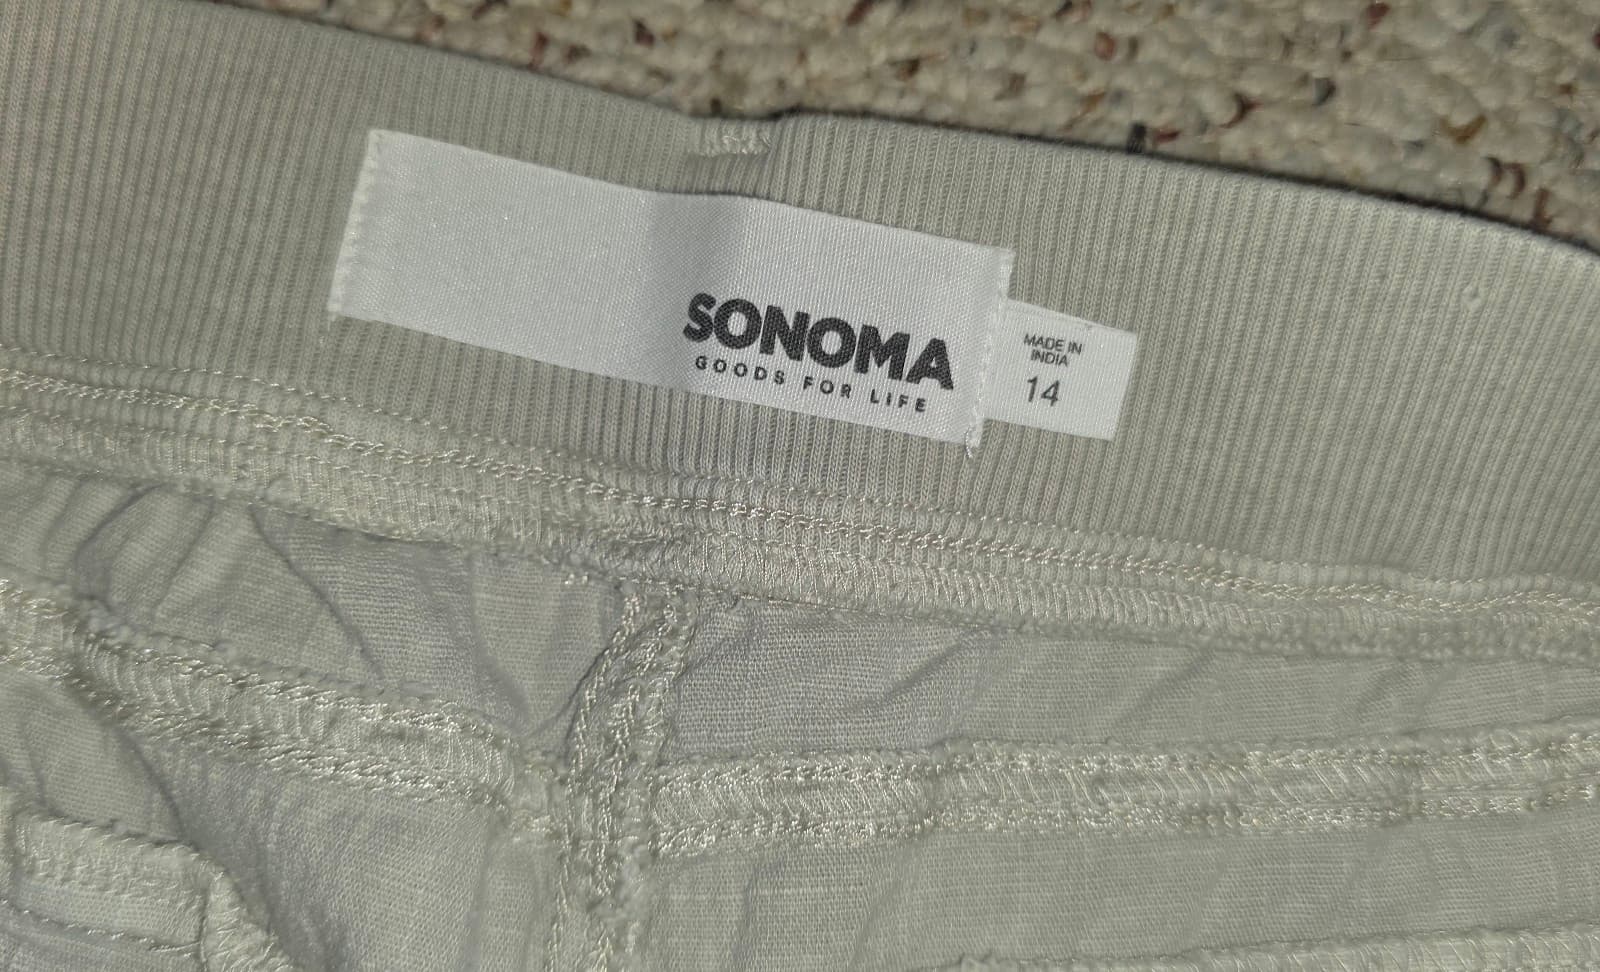 SONOMA
GOODS FOR LIFE
MADE IN
INDIA
14